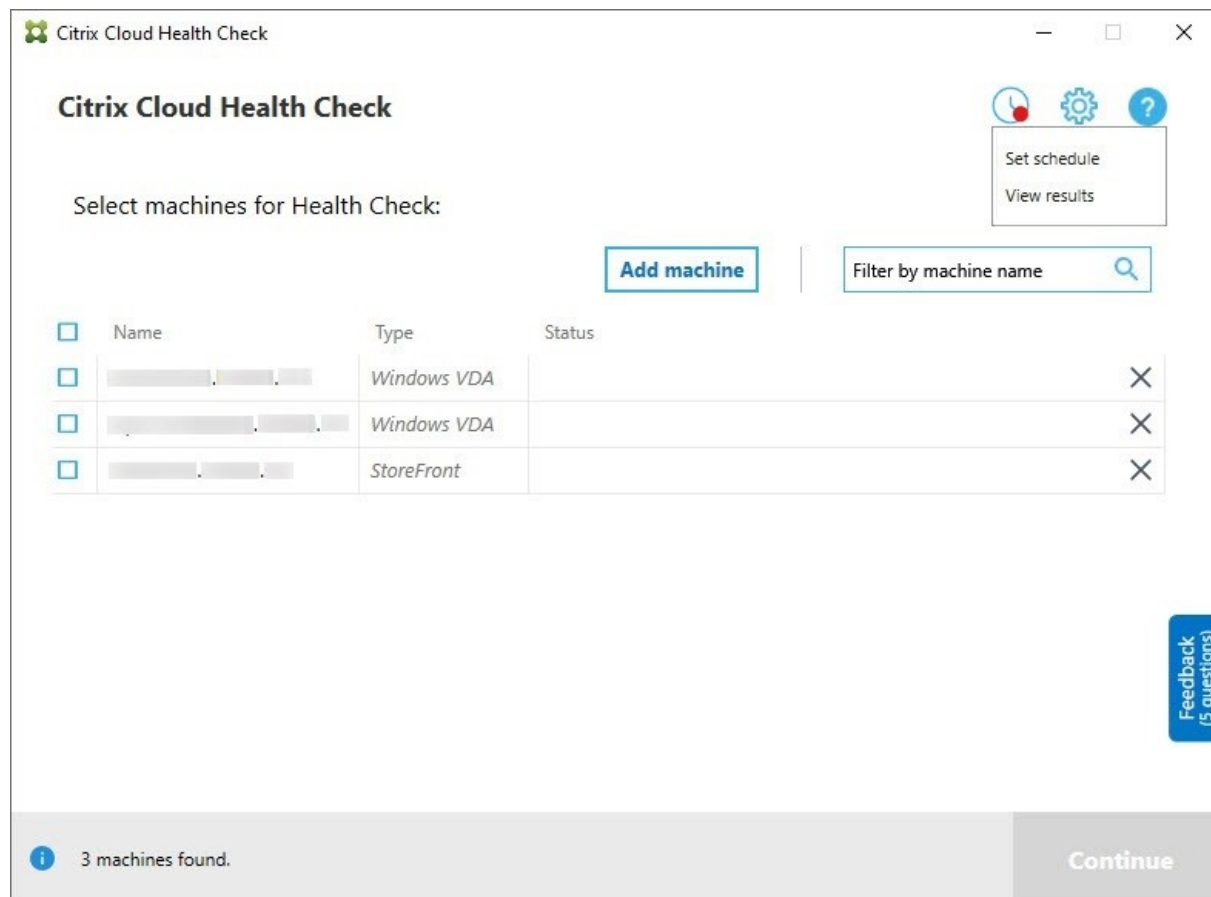 Citrix Cloud Health Check
Citrix Cloud Health Check
?
Set schedule
View results
Select machines for Health Check:
Add machine
Filter by machine name
Name Type Status
Windows VDA
Windows VDA
StoreFront
Feedback
(5 questions)
i 3 machines found.
Continue